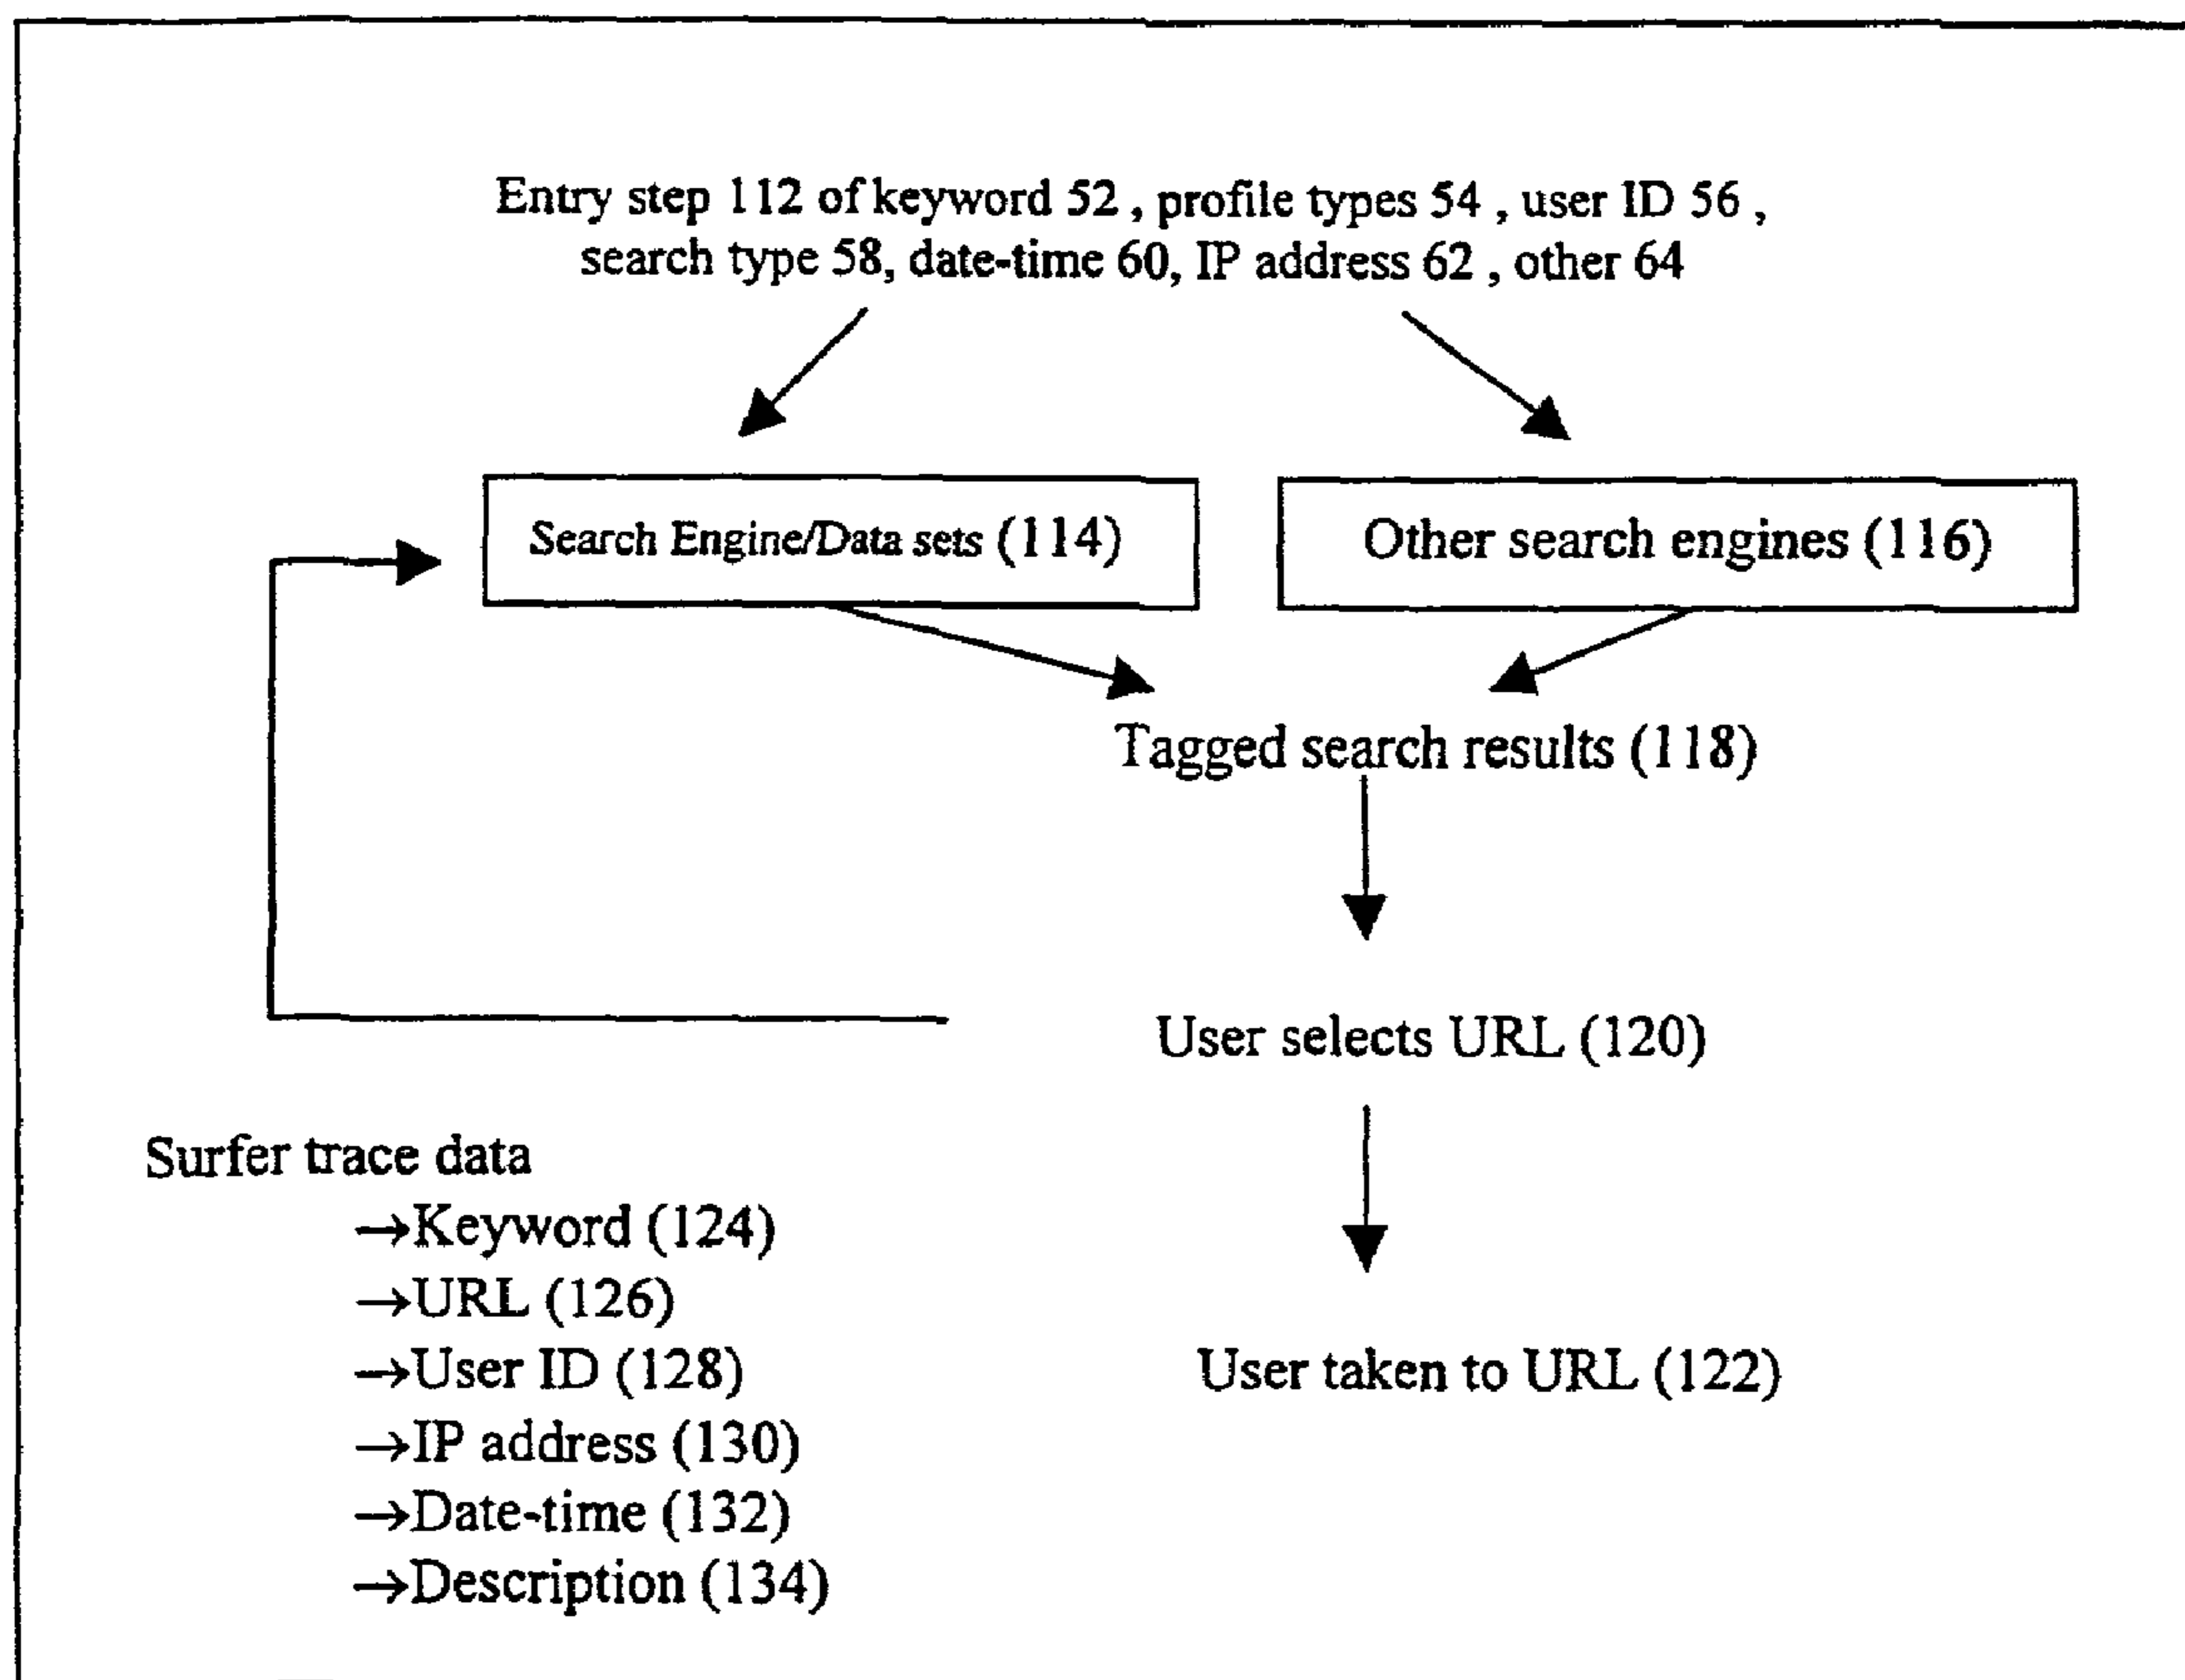 Entry step 112 of keyword 52 , profile types 54 , user ID 56 ,
search type 58, date-time 60, IP address 62 , other 64
Search Engine/Data sets (114)
Other search engines (116)
Tagged search results (118)
User selects URL (120)
Surfer trace data
→Keyword (124)
→URL (126)
→User ID (128)
→IP address (130)
→Date-time (132)
→Description (134)
User taken to URL (122)